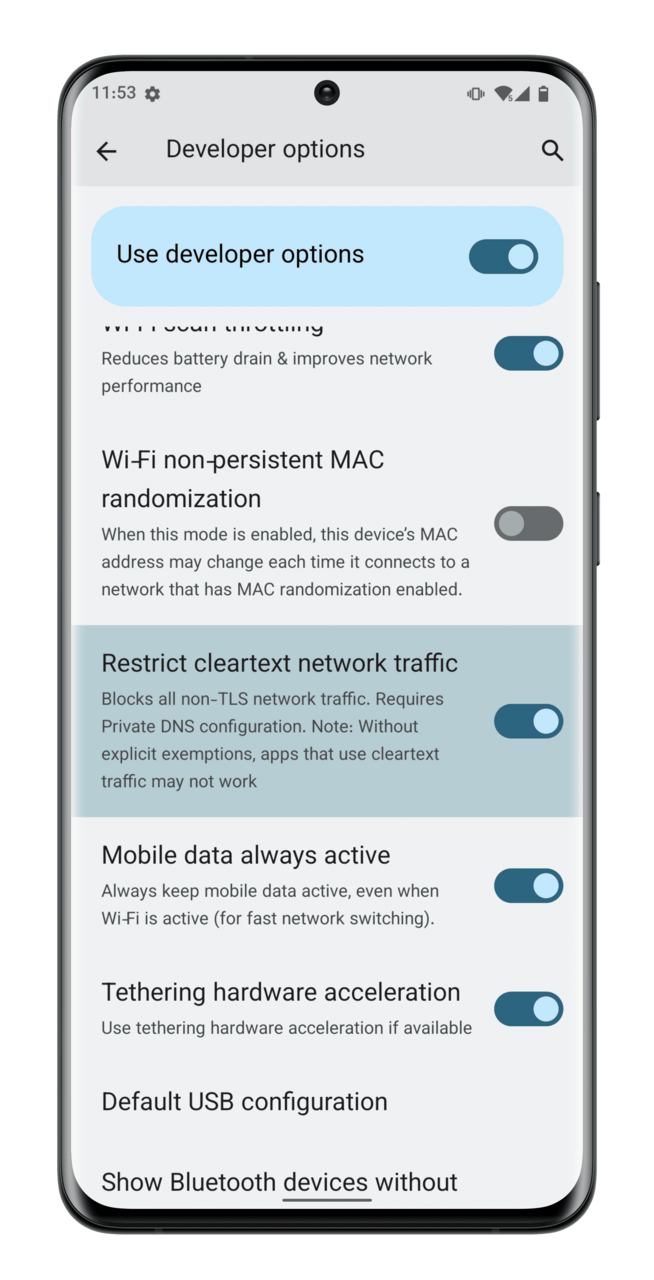 11:53
Developer options
Use developer options
Wi-Fi scan throttling
Reduces battery drain & improves network
performance
Wi-Fi non-persistent MAC
randomization
When this mode is enabled, this device's MAC
address may change each time it connects to a
network that has MAC randomization enabled.
Restrict cleartext network traffic
Blocks all non-TLS network traffic. Requires
Private DNS configuration. Note: Without
explicit exemptions, apps that use cleartext
traffic may not work
Mobile data always active
Always keep mobile data active, even when
Wi-Fi is active (for fast network switching).
Tethering hardware acceleration
Use tethering hardware acceleration if available
Default USB configuration
Show Bluetooth devices without